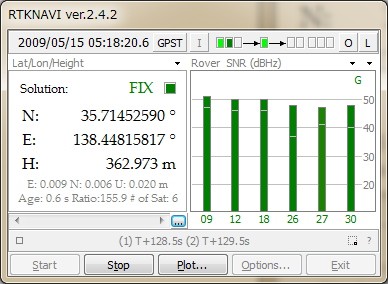 RTKNAVI ver.2.4.2
2009/05/15 05:18:20.6 GPST I O L
Lat/Lon/Height
Rover SNR (dBHz)
Solution: FIX
N: 35.71452590 °
E: 138.44815817 °
H: 362.973 m
E: 0.009 N: 0.006 U: 0.020 m
Age: 0.6 s Ratio:155.9 # of Sat: 6
...
G
50
40
30
20
09 12 18 26 27 30
(1) T+128.5s (2) T+129.5s ?
Start Stop Plot... Options... Exit